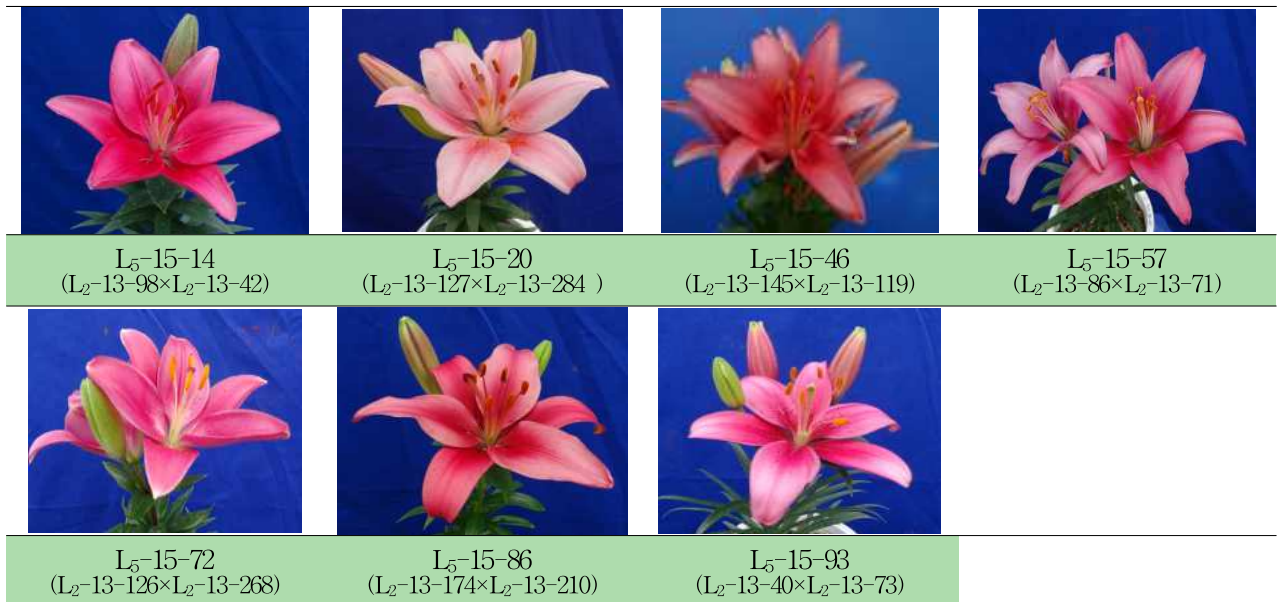 L₅-15-14
(L₂-13-98×L₂-13-42)
L₅-15-20
(L₂-13-127×L₂-13-284 )
L₅-15-46
(L₂-13-145×L₂-13-119)
L₅-15-57
(L₂-13-86×L₂-13-71)
L₅-15-72
(L₂-13-126×L₂-13-268)
L₅-15-86
(L₂-13-174×L₂-13-210)
L₅-15-93
(L₂-13-40×L₂-13-73)